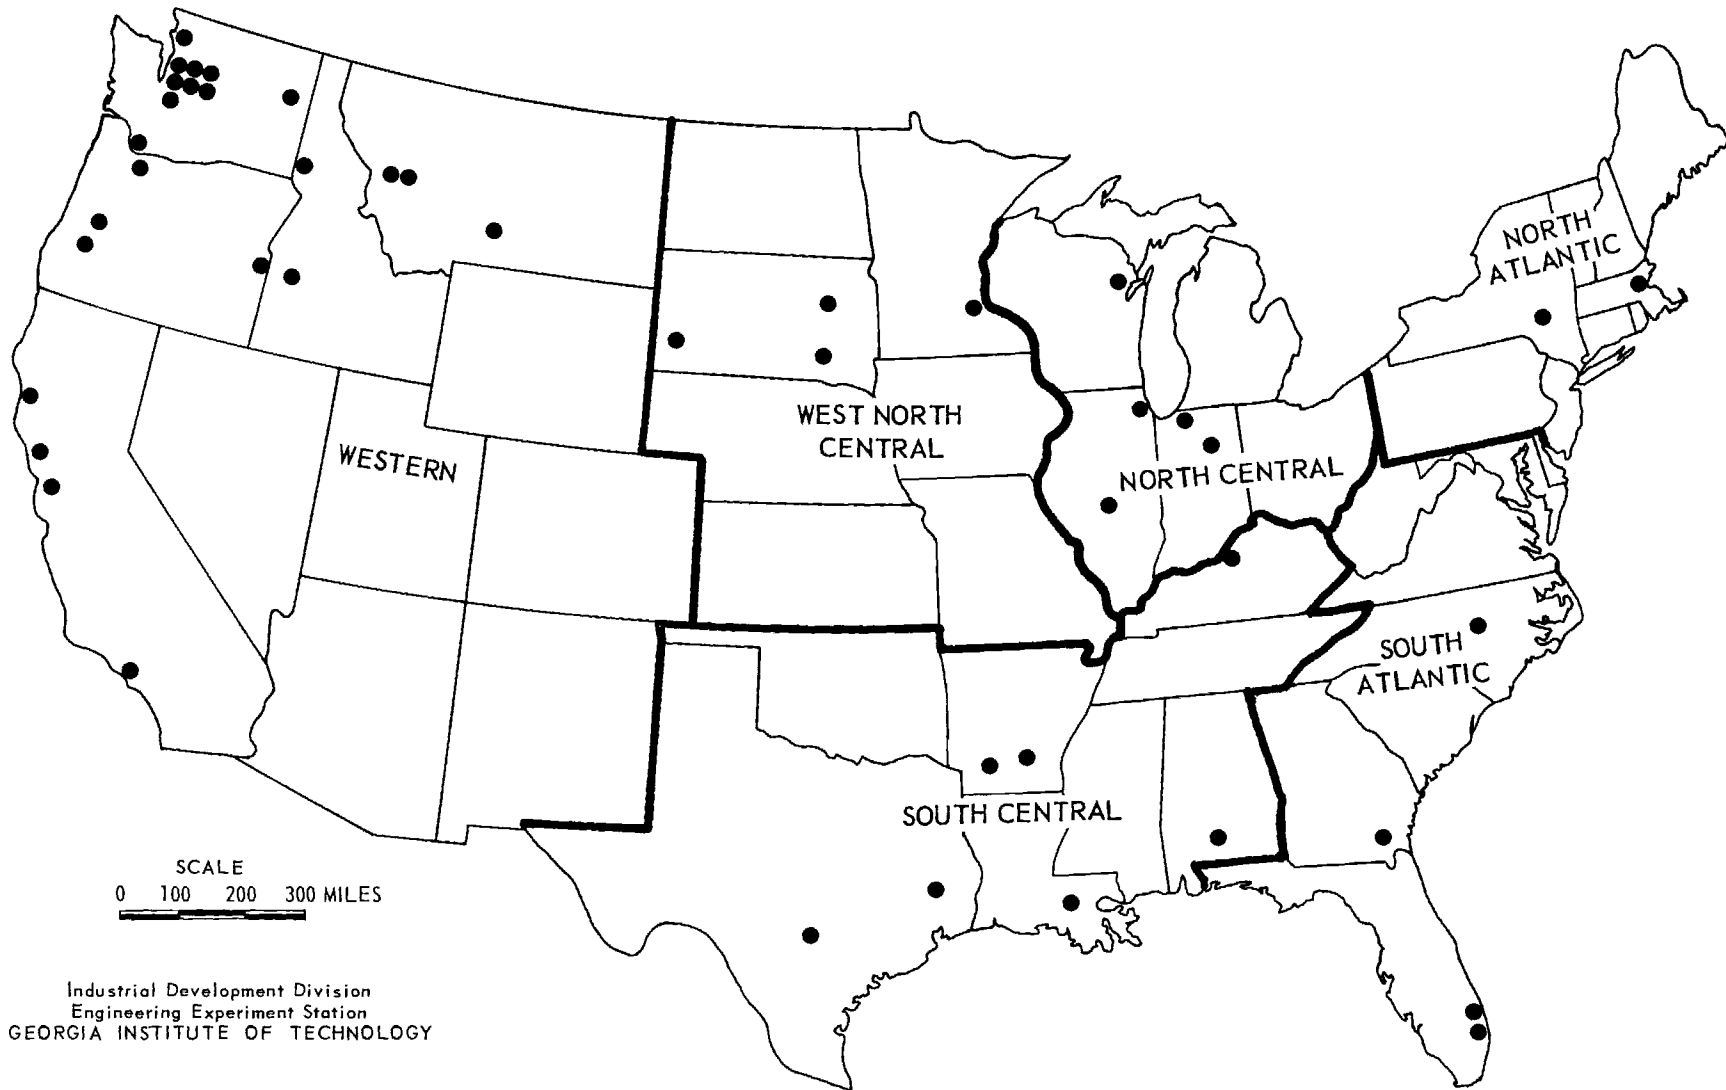 NORTH
ATLANTIC
WEST NORTH
CENTRAL
WESTERN
NORTH CENTRAL
SOUTH
ATLANTIC
SOUTH CENTRAL
SCALE
0 100 200 300 MILES
Industrial Development Division
Engineering Experiment Station
GEORGIA INSTITUTE OF TECHNOLOGY